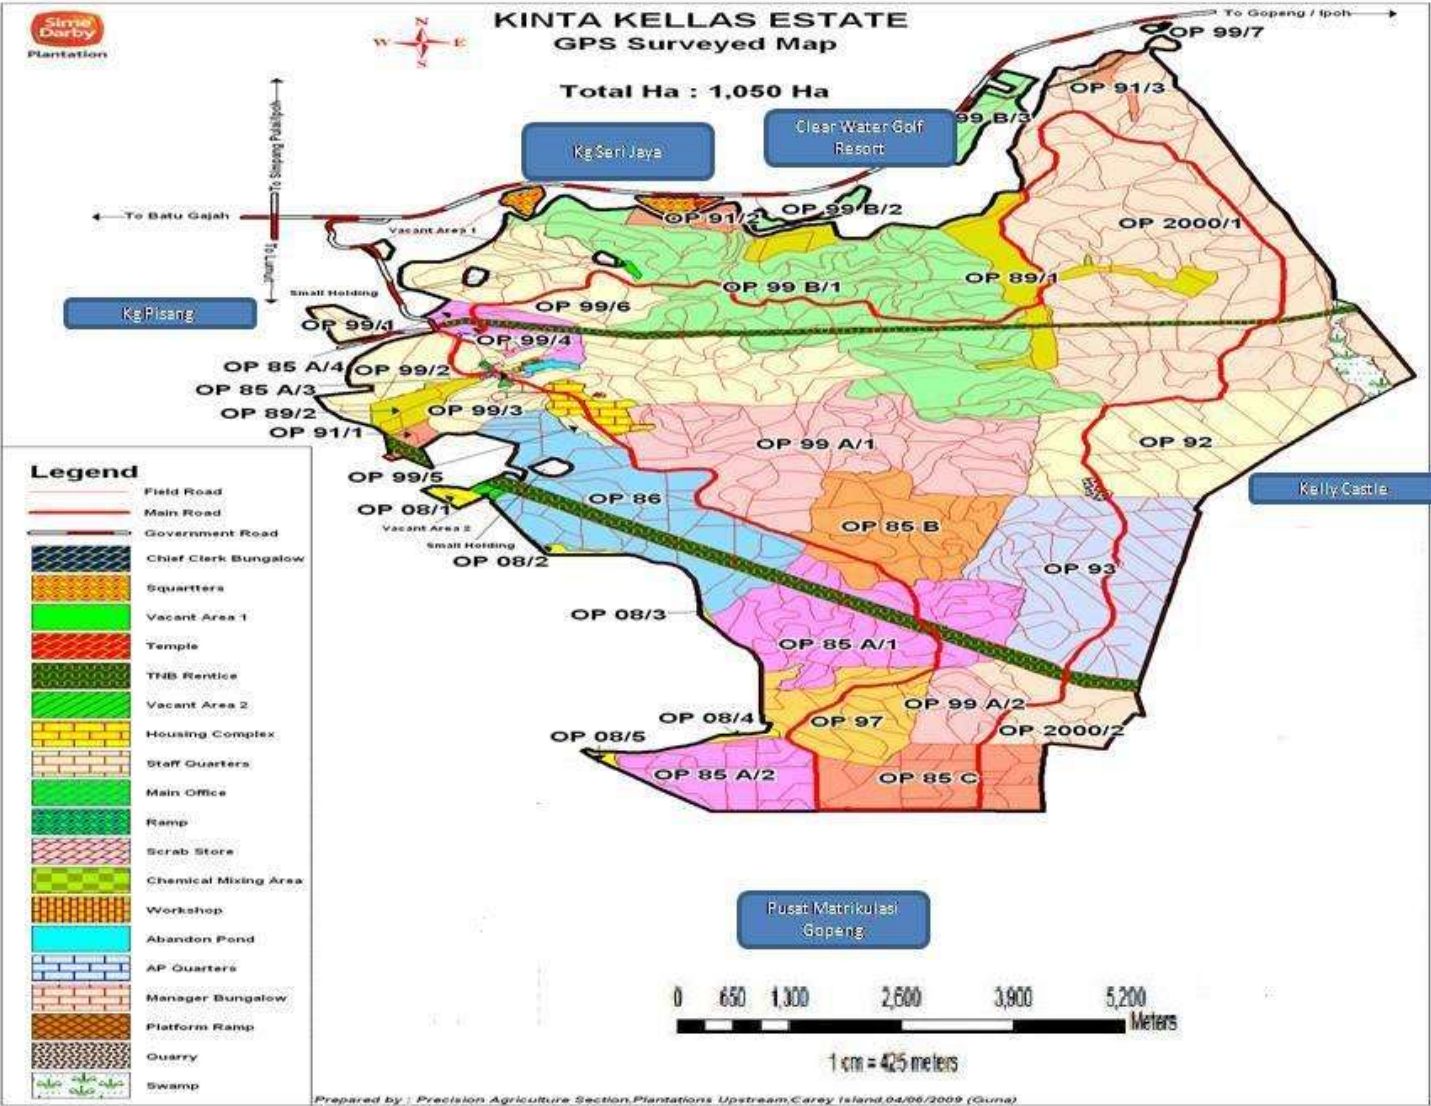 Sime Darby
Plantation
N
W E
S
KINTA KELLAS ESTATE
GPS Surveyed Map
Total Ha : 1,050 Ha
To Gopeng / Ipoh
OP 99/7
OP 91/3
99 B/3
Clear Water Golf
Resort
Kg Seri Jaya
To Simpang Pulai/Ipoh
To Batu Gajah
To Lumut
Vacant Area 1
OP 91/2
OP 99 B/2
OP 2000/1
OP 89/1
OP 99 B/1
Small Holding
OP 99/6
Kg Pisang
OP 99/1
OP 99/4
OP 85 A/4
OP 99/2
OP 85 A/3
OP 89/2
OP 99/3
OP 91/1
OP 99 A/1
OP 92
OP 99/5
Kelly Castle
OP 86
OP 08/1
Vacant Area 2
OP 85 B
Small Holding
OP 08/2
OP 93
OP 08/3
OP 85 A/1
OP 99 A/2
OP 08/4
OP 97
OP 2000/2
OP 08/5
OP 85 A/2
OP 85 C
Legend
Field Road
Main Road
Government Road
Chief Clerk Bungalow
Squartters
Vacant Area 1
Temple
TNB Rentice
Vacant Area 2
Housing Complex
Staff Quarters
Main Office
Ramp
Scrab Store
Chemical Mixing Area
Workshop
Abandon Pond
AP Quarters
Manager Bungalow
Platform Ramp
Quarry
Swamp
Pusat Matrikulasi
Gopeng
0 650 1,300 2,600 3,900 5,200
Meters
1 cm = 425 meters
Prepared by : Precision Agriculture Section,Plantations Upstream,Carey Island,04/06/2009 (Guna)